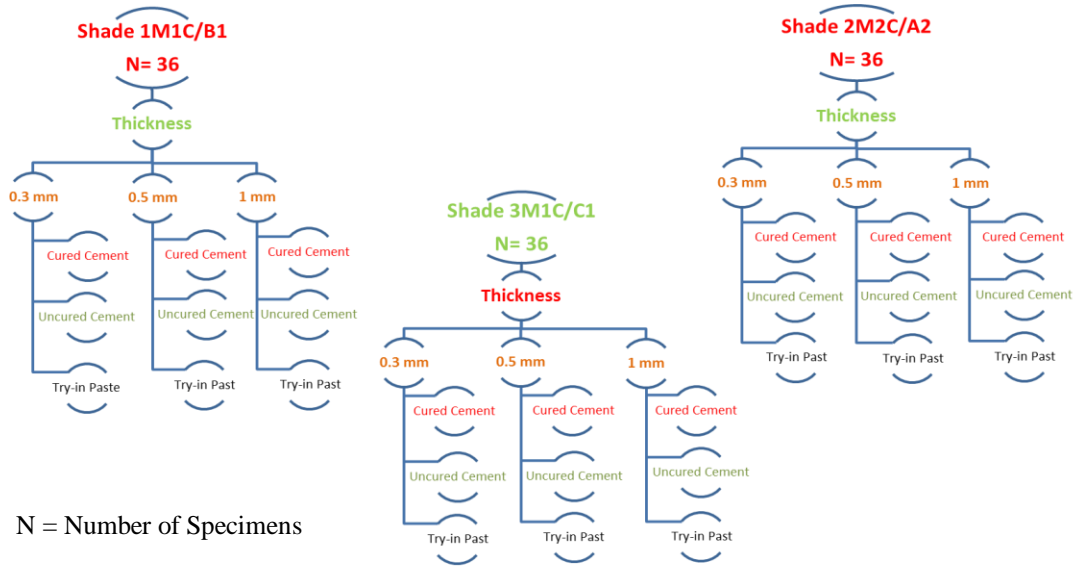 Shade 1M1C/B1
N= 36
Thickness
0.3 mm
0.5 mm
1 mm
Cured Cement
Cured Cement
Cured Cement
Uncured Cement
Uncured Cement
Uncured Cement
Try-in Paste
Try-in Past
Try-in Past
Shade 3M1C/C1
N= 36
Thickness
0.3 mm
0.5 mm
1 mm
Cured Cement
Cured Cement
Cured Cement
Uncured Cement
Uncured Cement
Uncured Cement
Try-in Past
Try-in Past
Try-in Past
Shade 2M2C/A2
N= 36
Thickness
0.3 mm
0.5 mm
1 mm
Cured Cement
Cured Cement
Cured Cement
Uncured Cement
Uncured Cement
Uncured Cement
Try-in Past
Try-in Past
Try-in Past
N = Number of Specimens